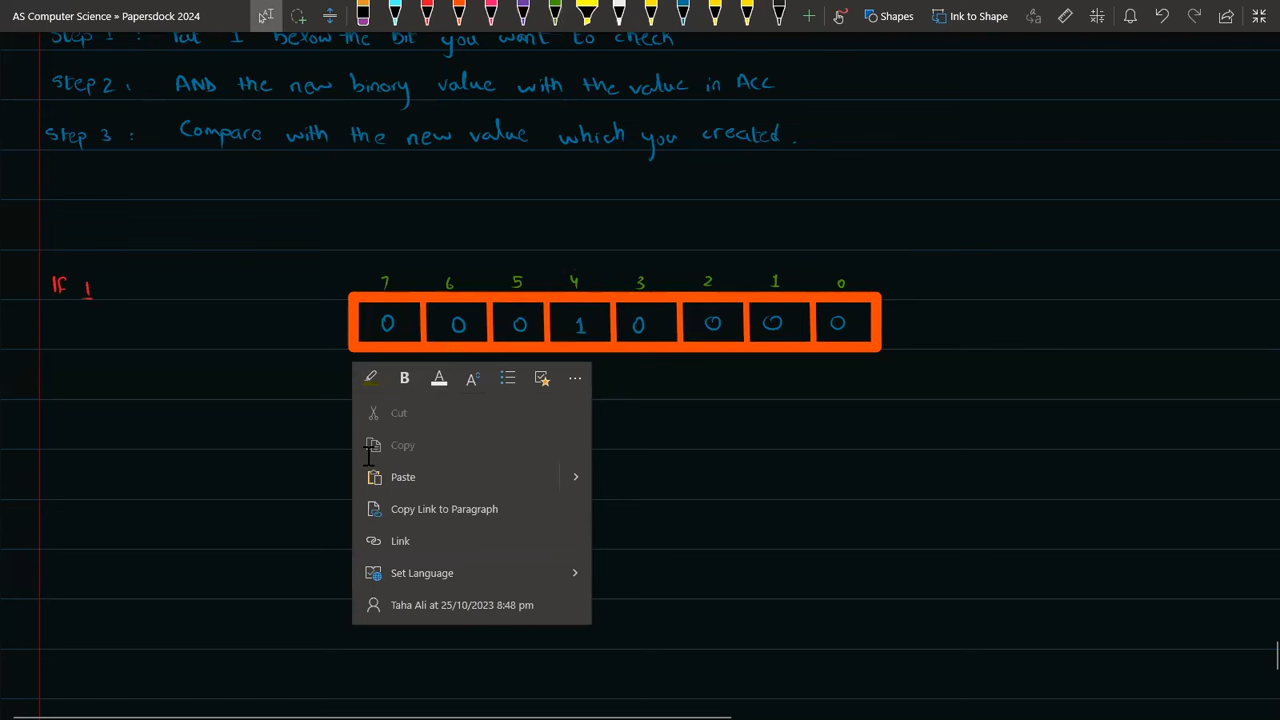 AS Computer Science » Papersdock 2024
Shapes
Ink to Shape
Step 1 : Put 1 below the bit you want to check
Step 2 : AND the new binary value with the value in ACC
Step 3 : Compare with the new value which you created.
If 1
7 6 5 4 3 2 1 0
0 0 0 1 0 0 0 0
B A A
Cut
Copy
Paste
Copy Link to Paragraph
Link
Set Language
Taha Ali at 25/10/2023 8:48 pm